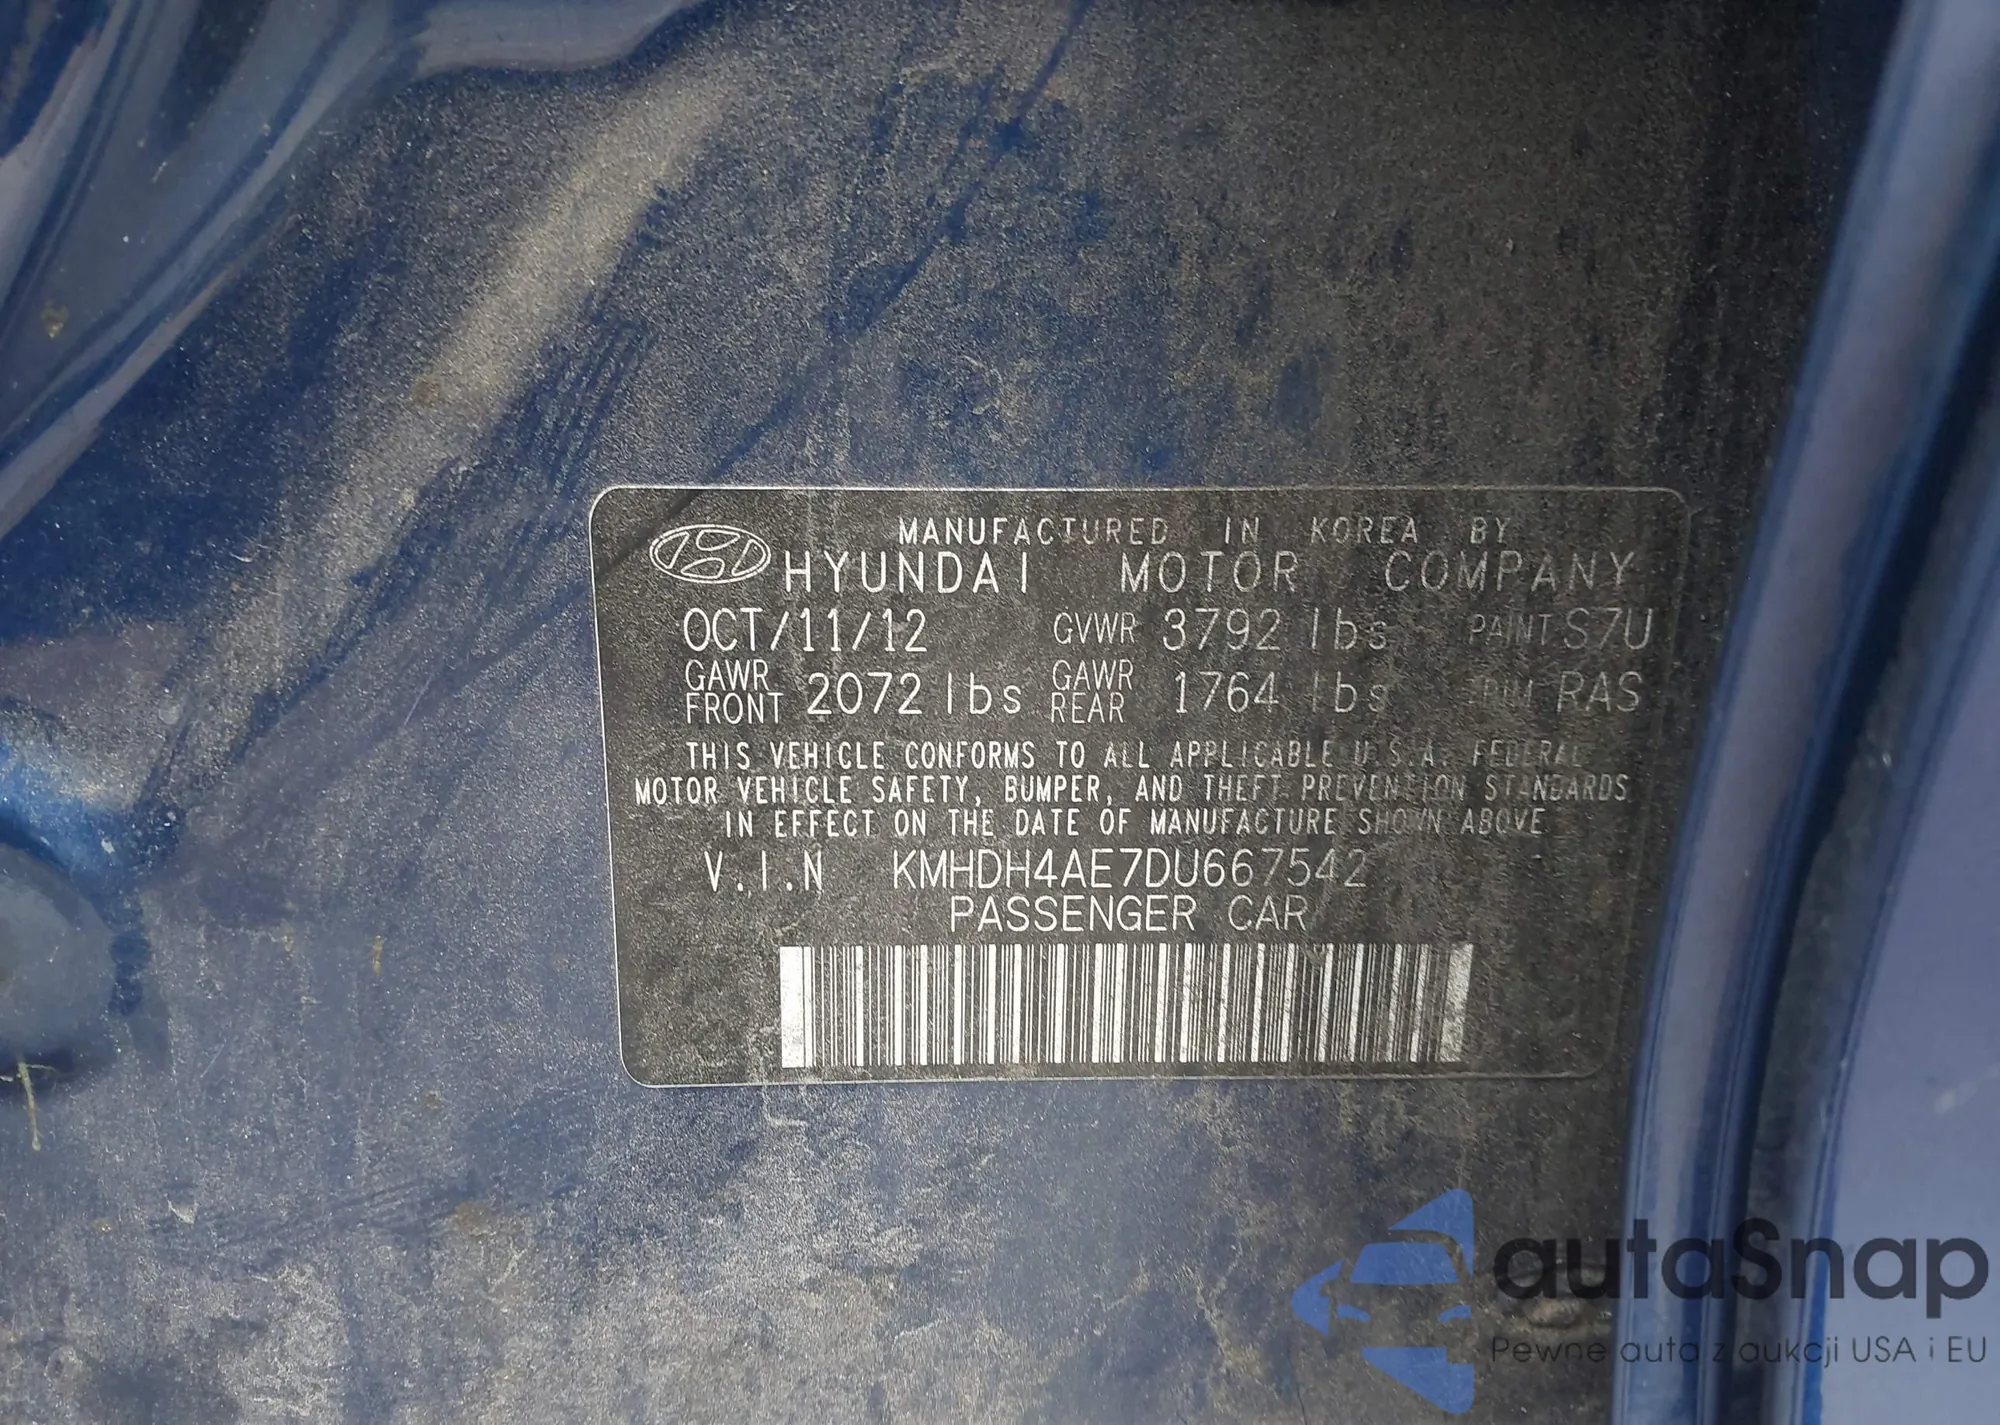 MANUFACTURED IN KOREA BY
HYUNDAI MOTOR COMPANY
OCT/11/12 GVWR 3792 lbs PAINT S7U
GAWR FRONT 2072 lbs GAWR REAR 1764 lbs RAS
THIS VEHICLE CONFORMS TO ALL APPLICABLE U.S.A. FEDERAL
MOTOR VEHICLE SAFETY, BUMPER, AND THEFT PREVENTION STANDARDS
IN EFFECT ON THE DATE OF MANUFACTURE SHOWN ABOVE
V.I.N KMHDH4AE7DU667542
PASSENGER CAR
autaSnap
Pewne auta z aukcji USA i EU